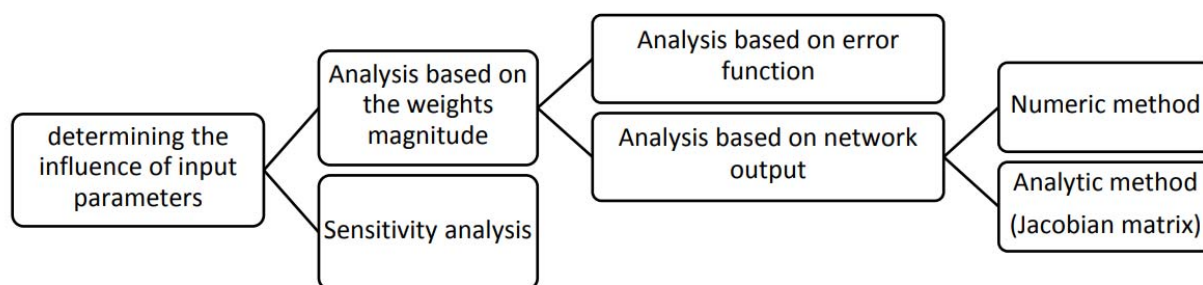 determining the
influence of input
parameters
Analysis based on
the weights
magnitude
Sensitivity analysis
Analysis based on error
function
Analysis based on network
output
Numeric method
Analytic method
(Jacobian matrix)